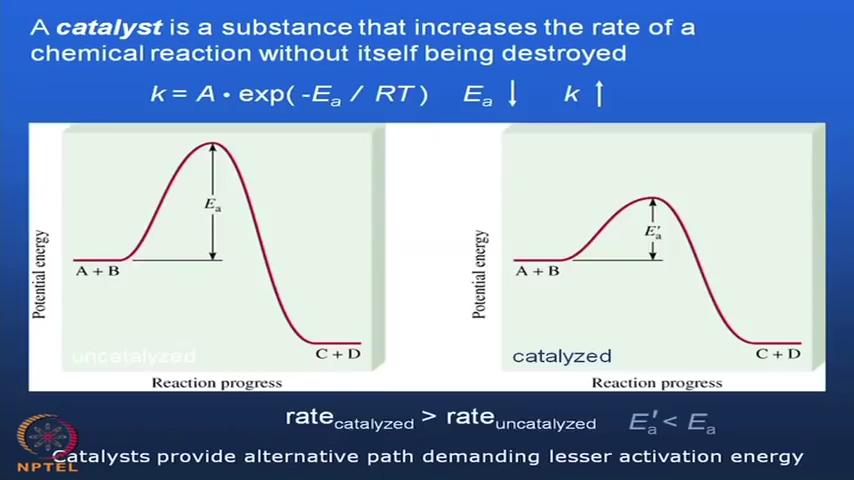 A catalyst is a substance that increases the rate of a
chemical reaction without itself being destroyed
k = A • exp( -Ea / RT ) Ea ↓ k ↑
Potential energy
Ea
A + B
uncatalyzed
C + D
Reaction progress
Potential energy
E′a
A + B
catalyzed
C + D
Reaction progress
ratecatalyzed > rateuncatalyzed E′a < Ea
Catalysts provide alternative path demanding lesser activation energy
NPTEL